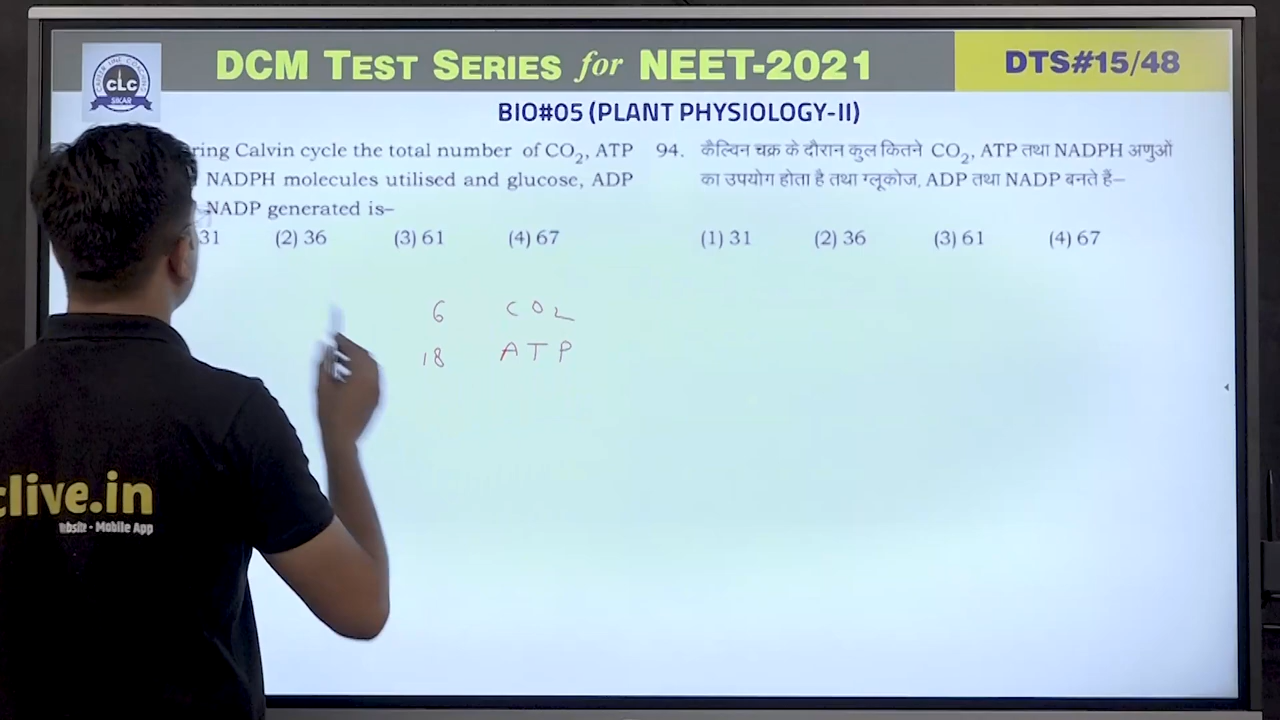 DCM TEST SERIES for NEET-2021
DTS#15/48
CLC
SIKAR
BIO#05 (PLANT PHYSIOLOGY-II)
ring Calvin cycle the total number of CO₂, ATP
NADPH molecules utilised and glucose, ADP
NADP generated is–
31 (2) 36 (3) 61 (4) 67
94. कैल्विन चक्र के दौरान कुल कितने CO₂, ATP तथा NADPH अणुओं
का उपयोग होता है तथा ग्लूकोज, ADP तथा NADP बनते हैं–
(1) 31 (2) 36 (3) 61 (4) 67
6 CO2
18 ATP
clive.in
Website - Mobile App